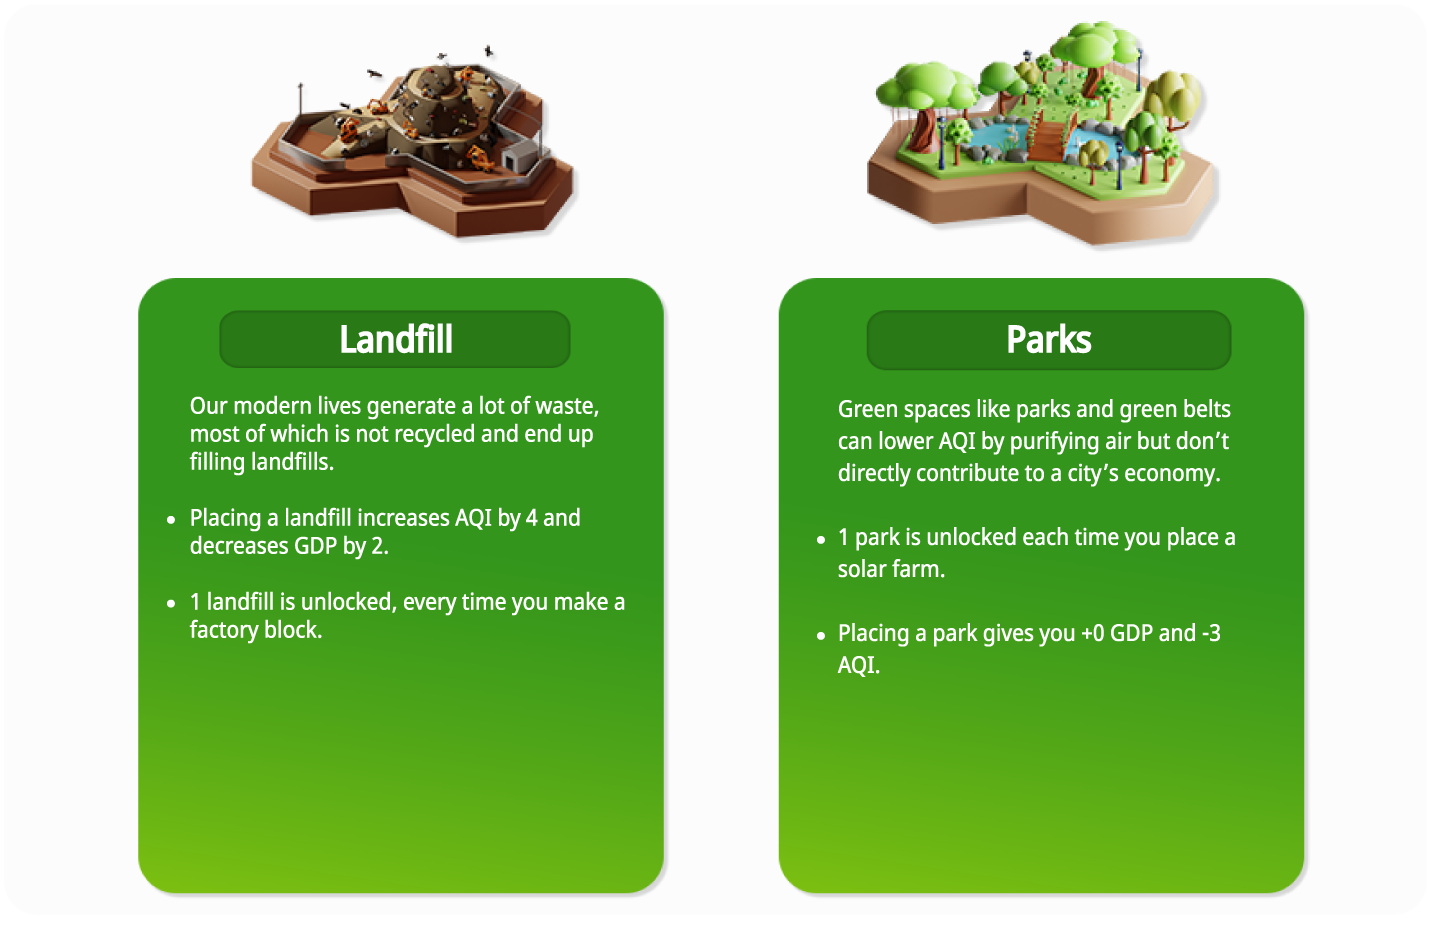 Landfill
Our modern lives generate a lot of waste,
most of which is not recycled and end up
filling landfills.
• Placing a landfill increases AQI by 4 and
decreases GDP by 2.
• 1 landfill is unlocked, every time you make a
factory block.
Parks
Green spaces like parks and green belts
can lower AQI by purifying air but don’t
directly contribute to a city’s economy.
• 1 park is unlocked each time you place a
solar farm.
• Placing a park gives you +0 GDP and -3
AQI.